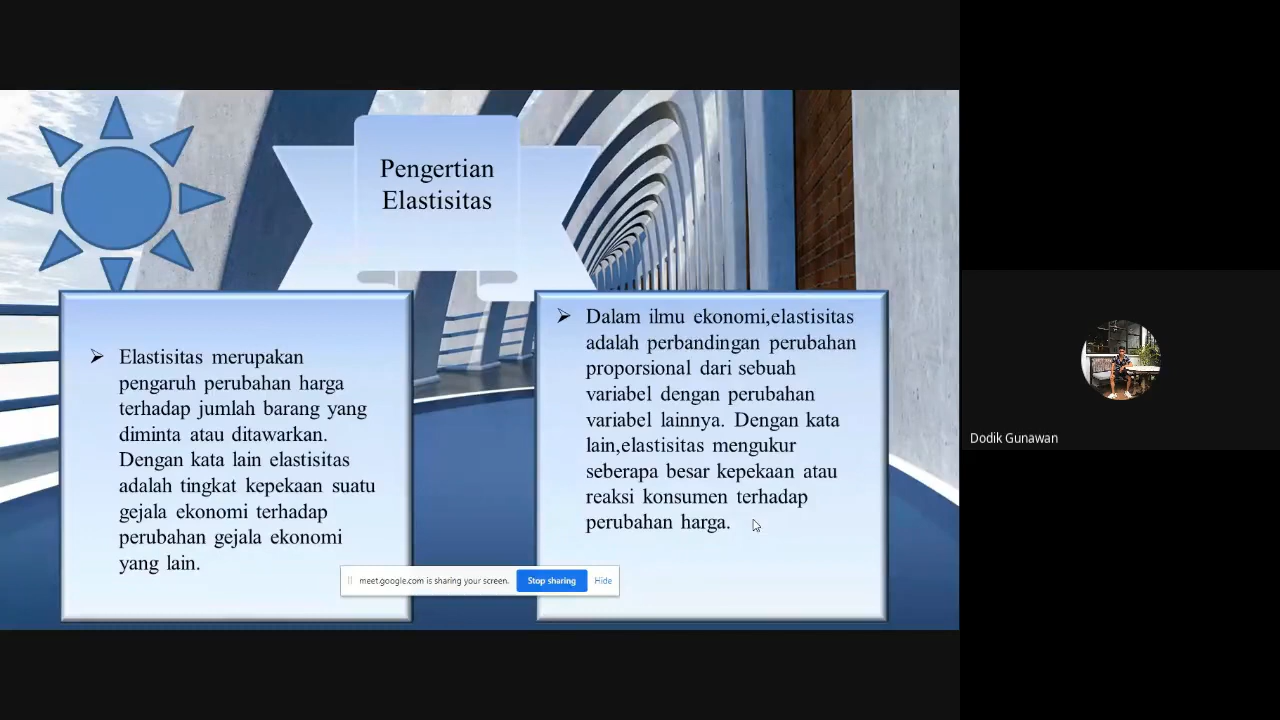 Pengertian
Elastisitas
Elastisitas merupakan
pengaruh perubahan harga
terhadap jumlah barang yang
diminta atau ditawarkan.
Dengan kata lain elastisitas
adalah tingkat kepekaan suatu
gejala ekonomi terhadap
perubahan gejala ekonomi
yang lain.
Dalam ilmu ekonomi,elastisitas
adalah perbandingan perubahan
proporsional dari sebuah
variabel dengan perubahan
variabel lainnya. Dengan kata
lain,elastisitas mengukur
seberapa besar kepekaan atau
reaksi konsumen terhadap
perubahan harga.
meet.google.com is sharing your screen.
Stop sharing
Hide
Dodik Gunawan